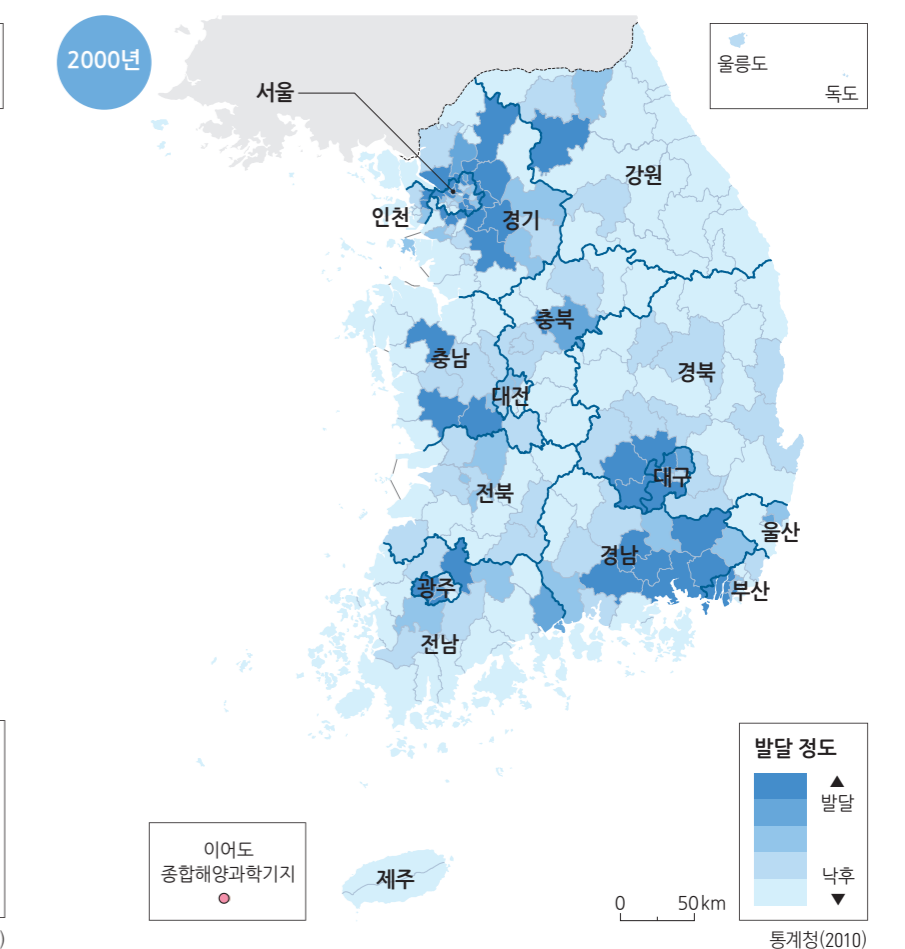 2000년
울릉도
독도
서울
강원
인천
경기
충북
충남
경북
대전
대구
전북
울산
경남
광주
부산
전남
발달 정도
▲
발달
낙후
▼
이어도
종합해양과학기지
제주
0 50km
)
통계청(2010)